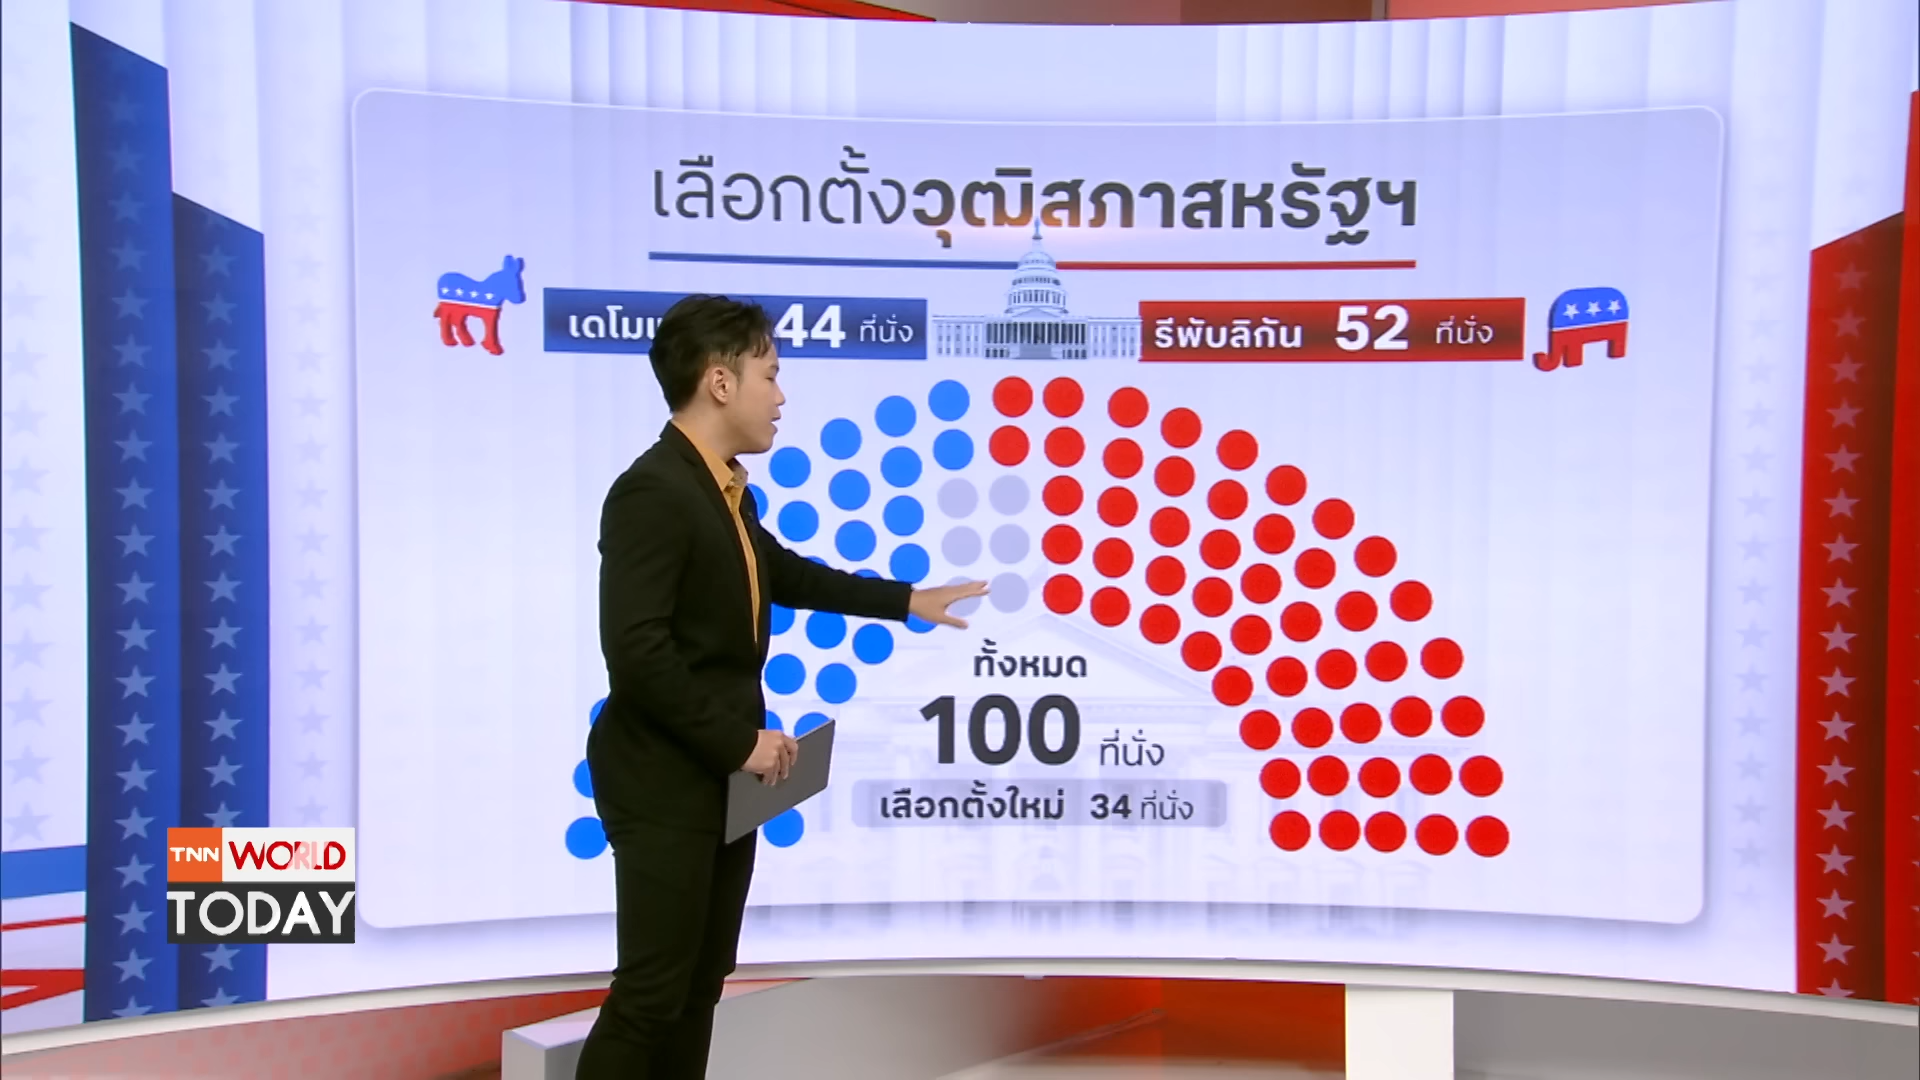 เลือกตั้งวุฒิสภาสหรัฐฯ
44 ที่นั่ง
รีพับลิกัน 52 ที่นั่ง
ทั้งหมด
100 ที่นั่ง
เลือกตั้งใหม่ 34 ที่นั่ง
TNN WORLD
TODAY